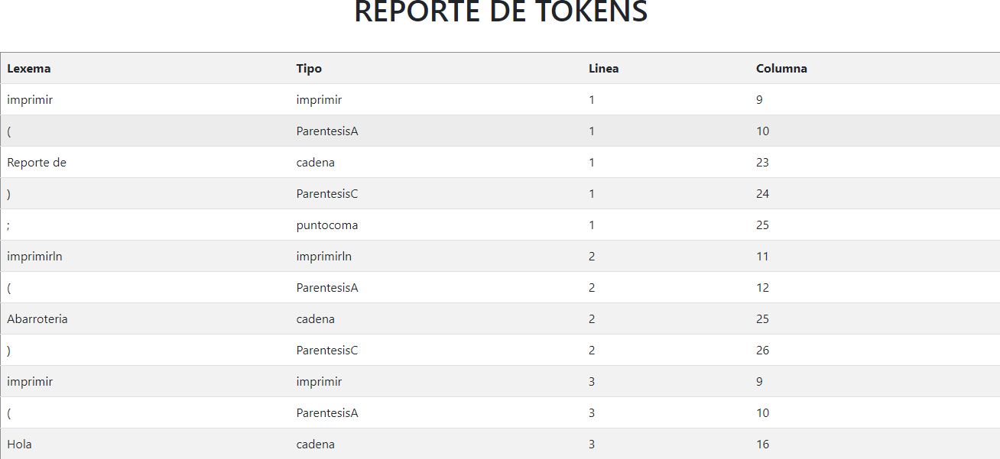 REPORTE DE TOKENS
Lexema Tipo Linea Columna
imprimir imprimir 1 9
( ParentesisA 1 10
Reporte de cadena 1 23
) ParentesisC 1 24
; puntocoma 1 25
imprimirln imprimirln 2 11
( ParentesisA 2 12
Abarroteria cadena 2 25
) ParentesisC 2 26
imprimir imprimir 3 9
( ParentesisA 3 10
Hola cadena 3 16